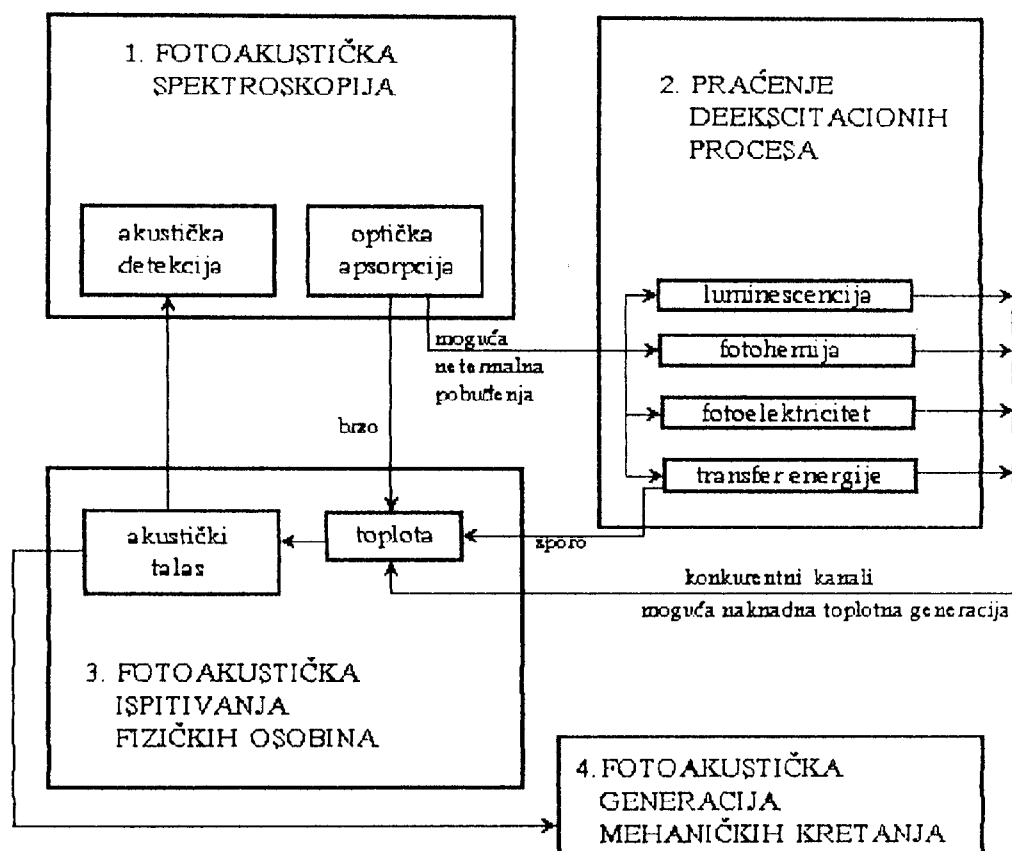 1. FOTOAKUSTIČKA
SPEKTROSKOPIJA
akustička
detekcija
optička
apsorpcija
2. PRAĆENJE
DEEKSCITACIONIH
PROCESA
luminescencija
fotohemija
fotoelektricitet
transfer energije
moguća
netermalna
pobuđenja
brzo
sporo
akustički
talas
toplota
konkurentni kanali
moguća naknadna toplotna generacija
3. FOTOAKUSTIČKA
ISPITIVANJA
FIZIČKIH OSOBINA
4. FOTOAKUSTIČKA
GENERACIJA
MEHANIČKIH KRETANJA